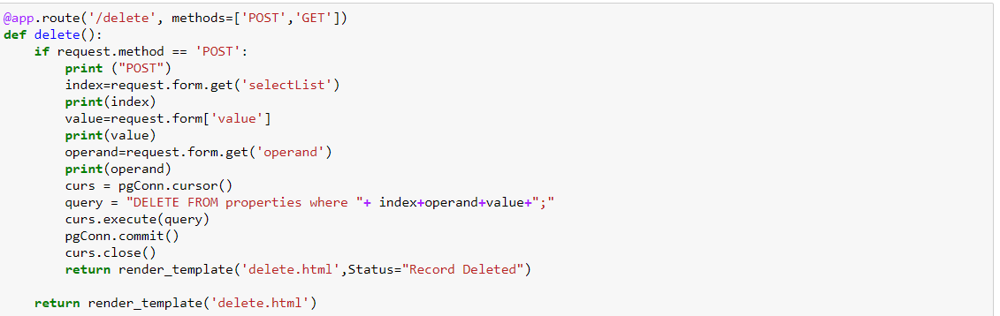 @app.route('/delete', methods=['POST','GET'])
def delete():
    if request.method == 'POST':
        print ("POST")
        index=request.form.get('selectList')
        print(index)
        value=request.form['value']
        print(value)
        operand=request.form.get('operand')
        print(operand)
        curs = pgConn.cursor()
        query = "DELETE FROM properties where "+ index+operand+value+";"
        curs.execute(query)
        pgConn.commit()
        curs.close()
        return render_template('delete.html',Status="Record Deleted")
    return render_template('delete.html')